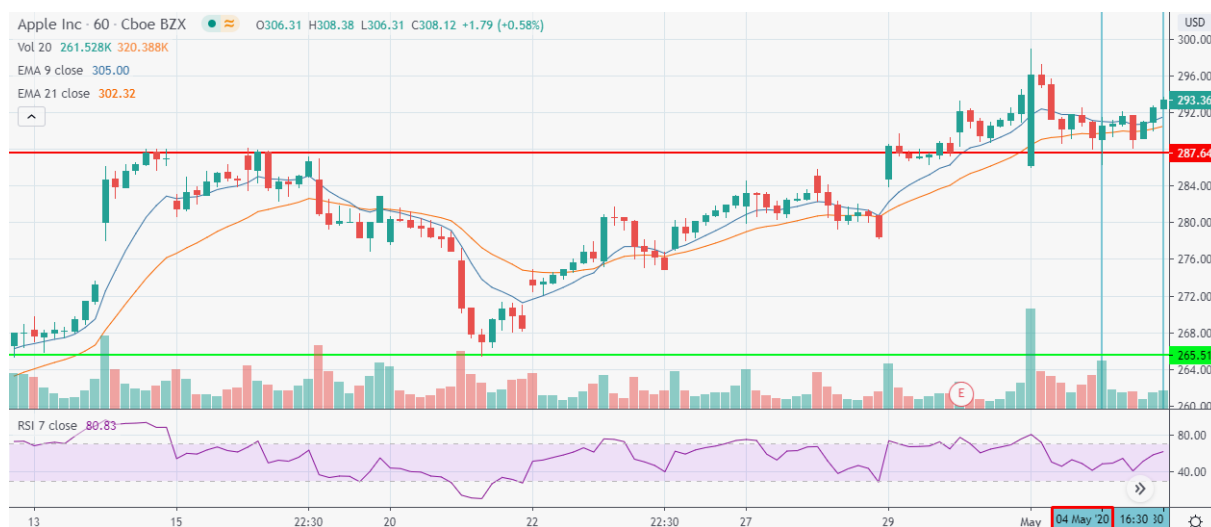 Apple Inc · 60 · Cboe BZX O306.31 H308.38 L306.31 C308.12 +1.79 (+0.58%)
USD
Vol 20 261.528K 320.388K
EMA 9 close 305.00
EMA 21 close 302.32
300.00
296.00
293.36
292.00
287.64
284.00
280.00
276.00
272.00
268.00
265.51
264.00
260.00
E
RSI 7 close 80.83
80.00
40.00
13 15 22:30 20 22 22:30 27 29 May 04 May '20 16:30 30